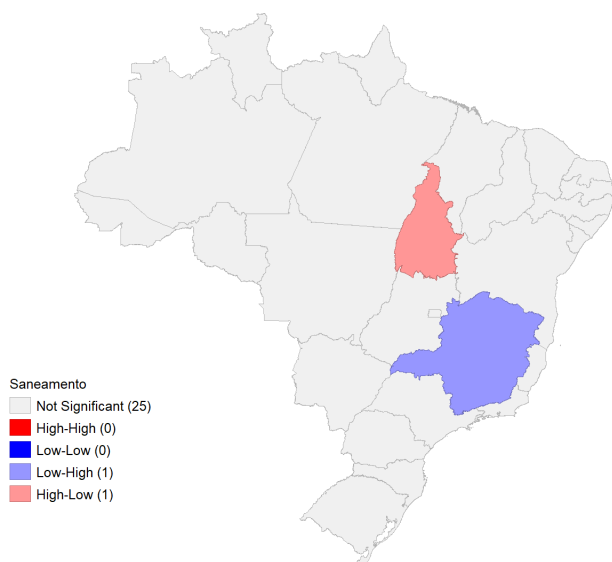 Saneamento
Not Significant (25)
High-High (0)
Low-Low (0)
Low-High (1)
High-Low (1)